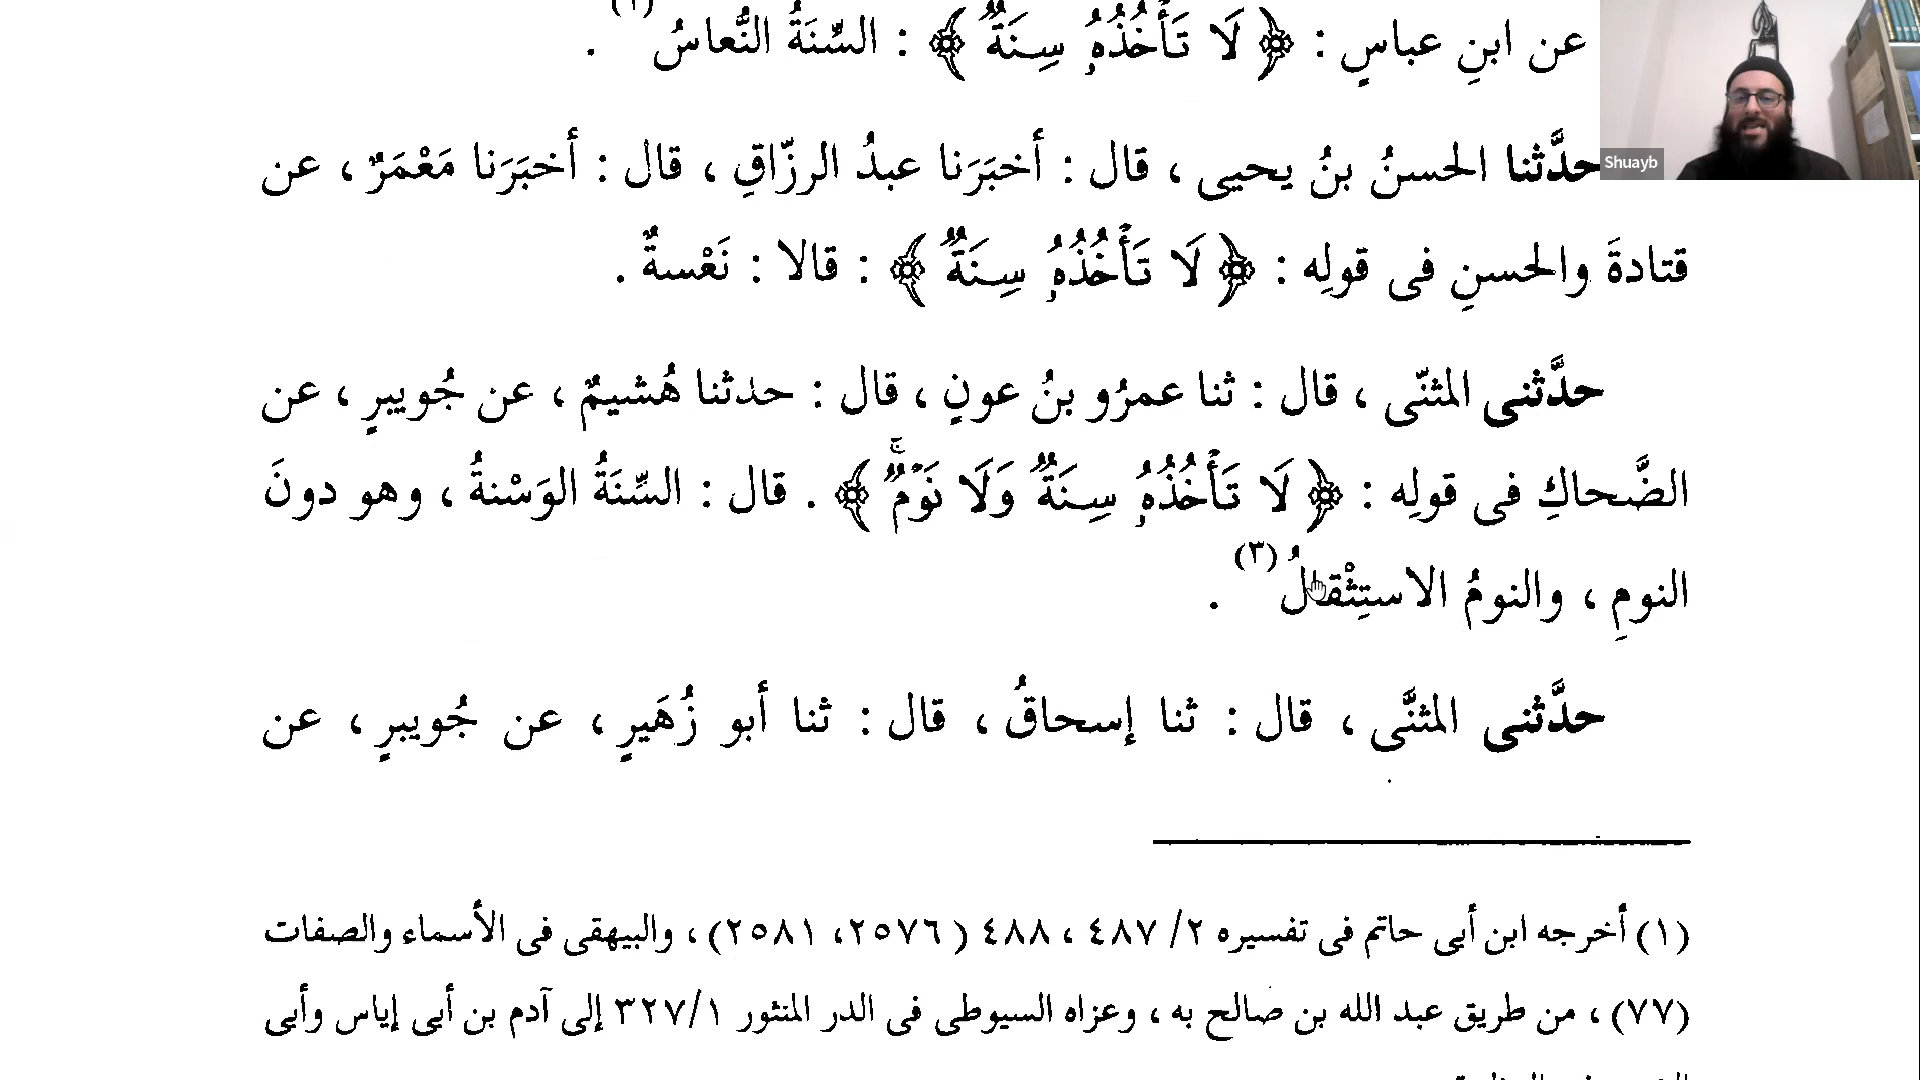 عن ابنِ عباسٍ : ﴿ لَا تَأْخُذُهُۥ سِنَةٌ ﴾ : السِّنَةُ النُّعاسُ .
حدَّثنا الحسنُ بنُ يحيى ، قال : أخبَرَنا عبدُ الرزّاقِ ، قال : أخبَرَنا مَعْمَرٌ ، عن
قتادةَ والحسنِ فى قولِه : ﴿ لَا تَأْخُذُهُۥ سِنَةٌ ﴾ : قالا : نَعْسةٌ .
حدَّثنى المثنّى ، قال : ثنا عمرُو بنُ عونٍ ، قال : حدثنا هُشيمٌ ، عن جُويبرٍ ، عن
الضَّحاكِ فى قولِه : ﴿ لَا تَأْخُذُهُۥ سِنَةٌ وَلَا نَوْمٌۚ ﴾ . قال : السِّنَةُ الوَسْنةُ ، وهو دونَ
النومِ ، والنومُ الاستِثْقالُ (٣) .
حدَّثنى المثنَّى ، قال : ثنا إسحاقُ ، قال : ثنا أبو زُهَيرٍ ، عن جُويبرٍ ، عن
(١) أخرجه ابن أبى حاتم فى تفسيره ٢/ ٤٨٧ ، ٤٨٨ (٢٥٧٦، ٢٥٨١) ، والبيهقى فى الأسماء والصفات
(٧٧) ، من طريق عبد الله بن صالح به ، وعزاه السيوطى فى الدر المنثور ٣٢٧/١ إلى آدم بن أبى إياس وأبى
Shuayb